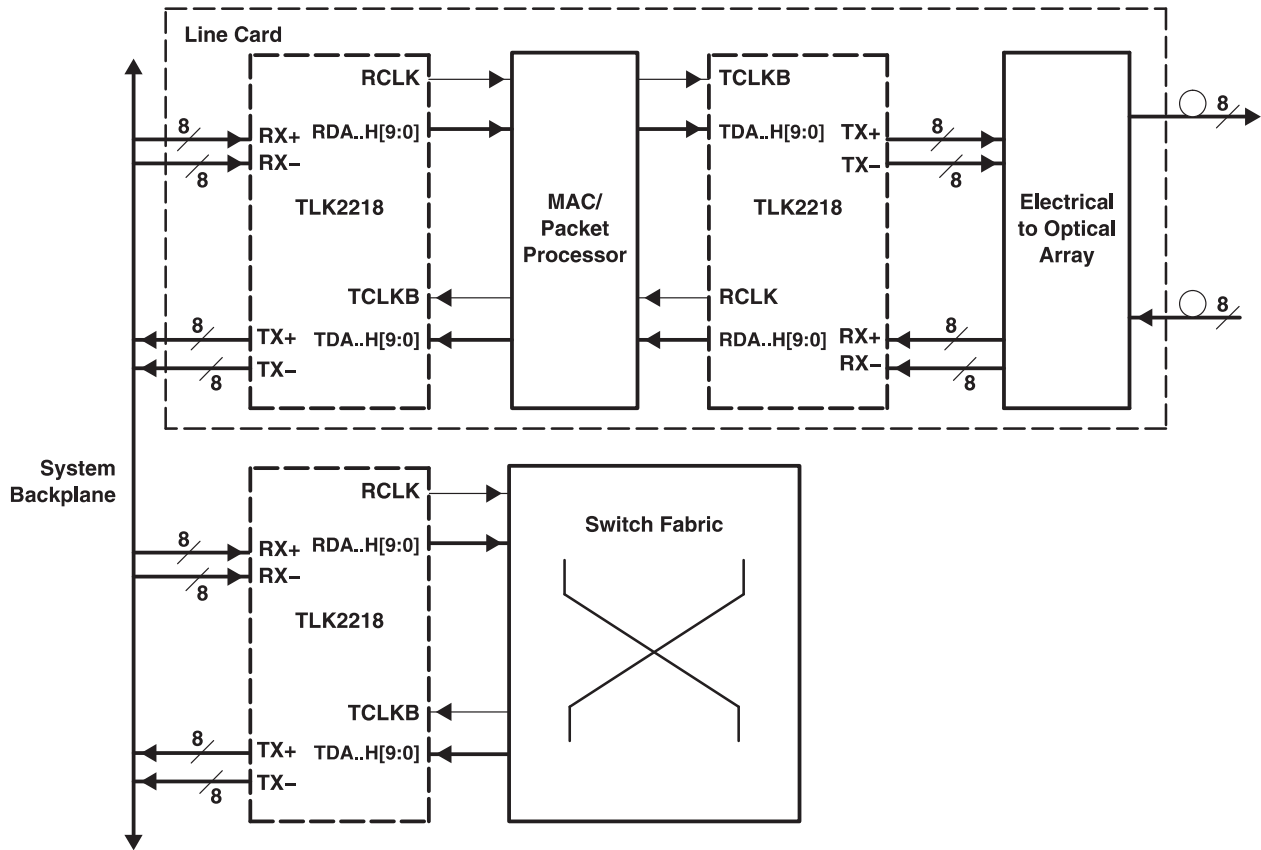 Line Card
RCLK
TCLKB
8
RX+
RDA..H[9:0]
TDA..H[9:0]
TX+
8
8
RX–
8
TX–
8
TLK2218
MAC/
Packet
Processor
TLK2218
Electrical
to Optical
Array
TCLKB
RCLK
8
TX+
TDA..H[9:0]
RDA..H[9:0]
RX+
8
8
TX–
8
RX–
8
System
Backplane
RCLK
Switch Fabric
8
RX+
RDA..H[9:0]
RX–
8
TLK2218
TCLKB
8
TX+
TDA..H[9:0]
TX–
8